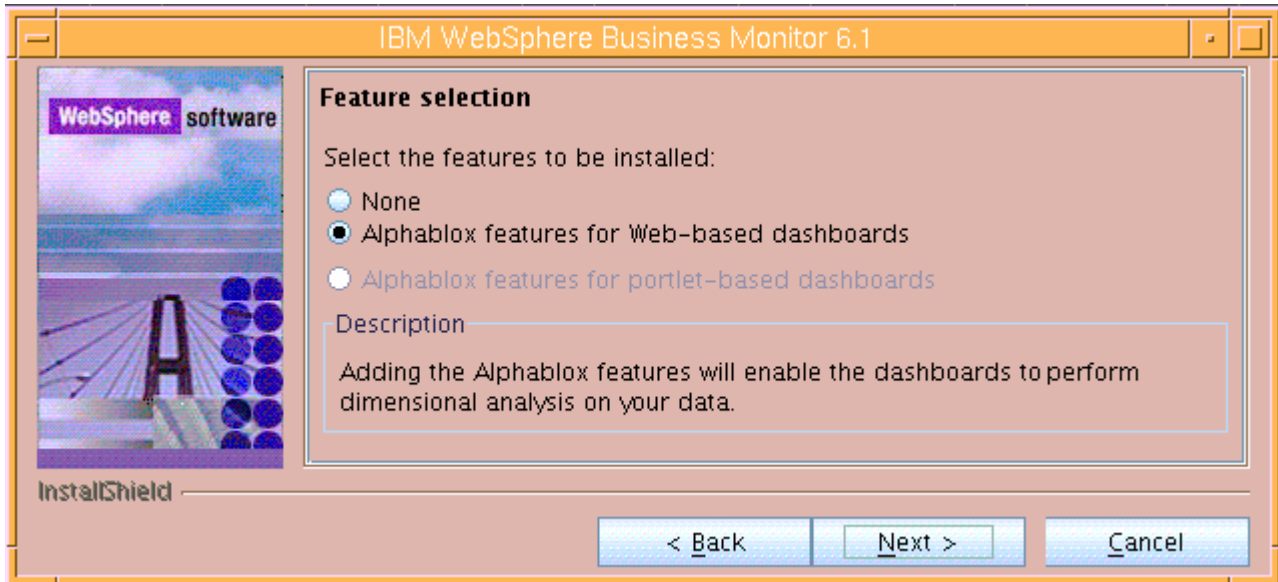 IBM WebSphere Business Monitor 6.1
WebSphere software
Feature selection
Select the features to be installed:
None
Alphablox features for Web-based dashboards
Alphablox features for portlet-based dashboards
Description
Adding the Alphablox features will enable the dashboards to perform
dimensional analysis on your data.
InstallShield
< Back
Next >
Cancel